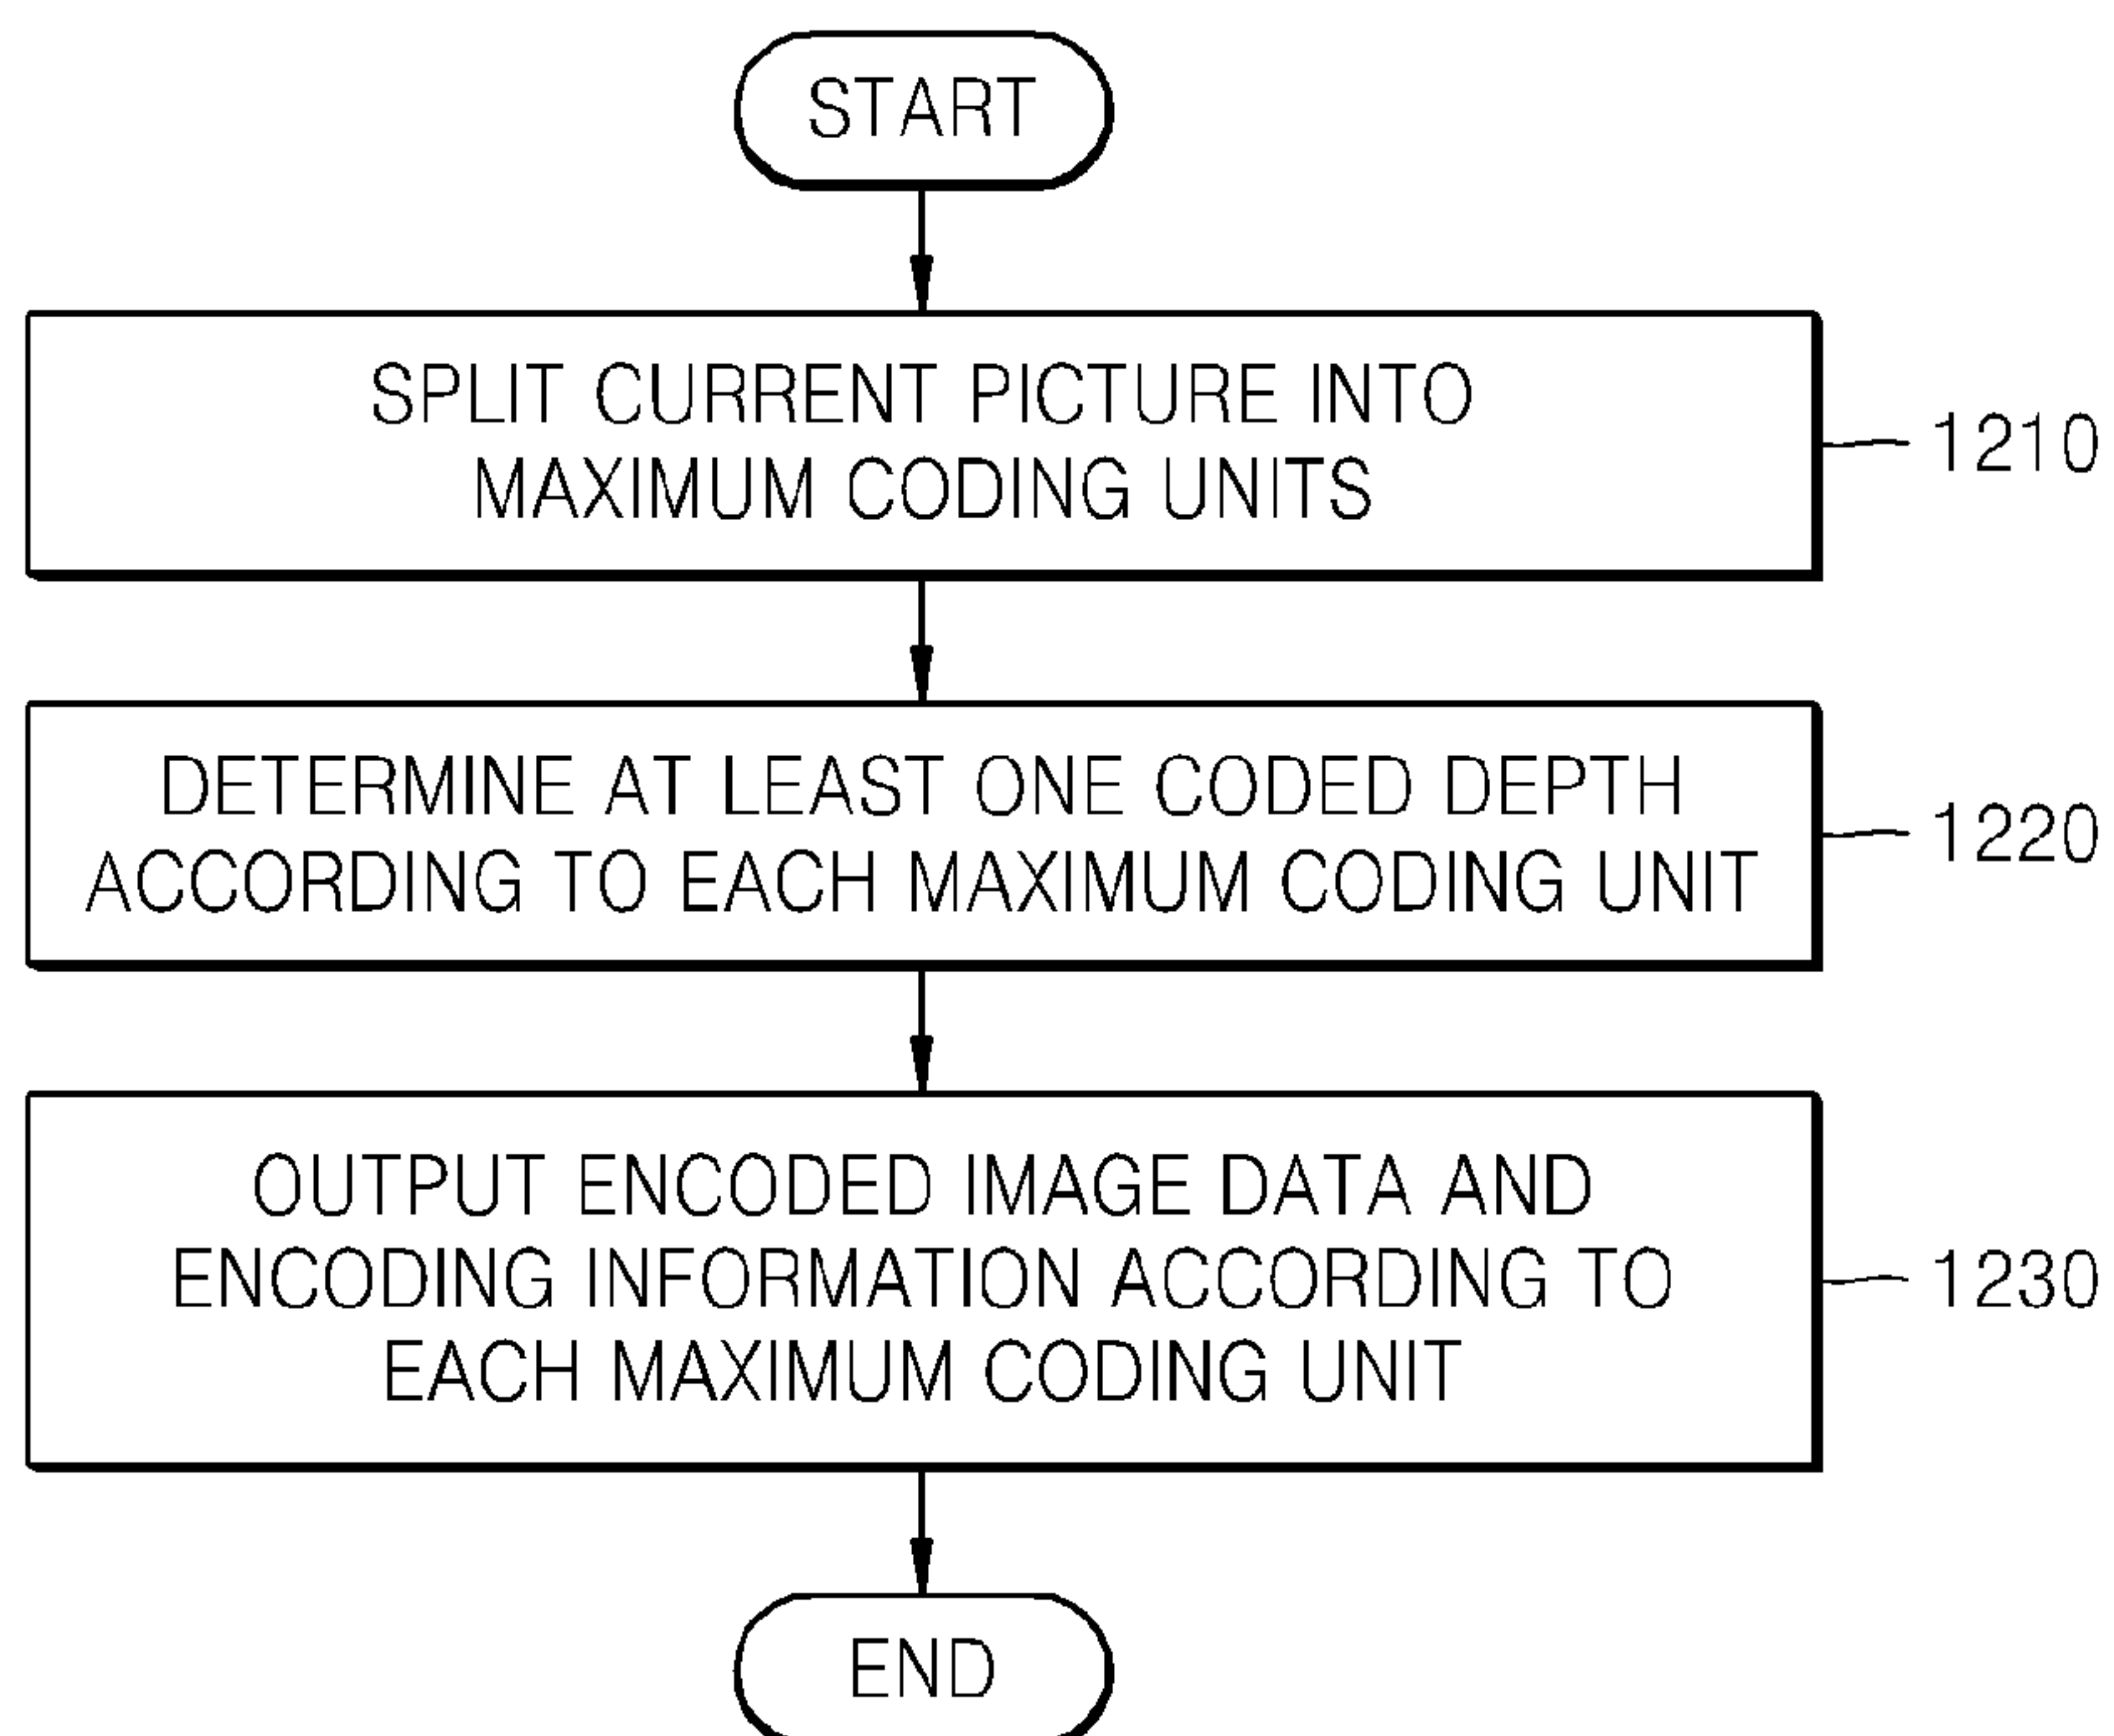 START
SPLIT CURRENT PICTURE INTO
MAXIMUM CODING UNITS
1210
DETERMINE AT LEAST ONE CODED DEPTH
ACCORDING TO EACH MAXIMUM CODING UNIT
1220
OUTPUT ENCODED IMAGE DATA AND
ENCODING INFORMATION ACCORDING TO
EACH MAXIMUM CODING UNIT
1230
END